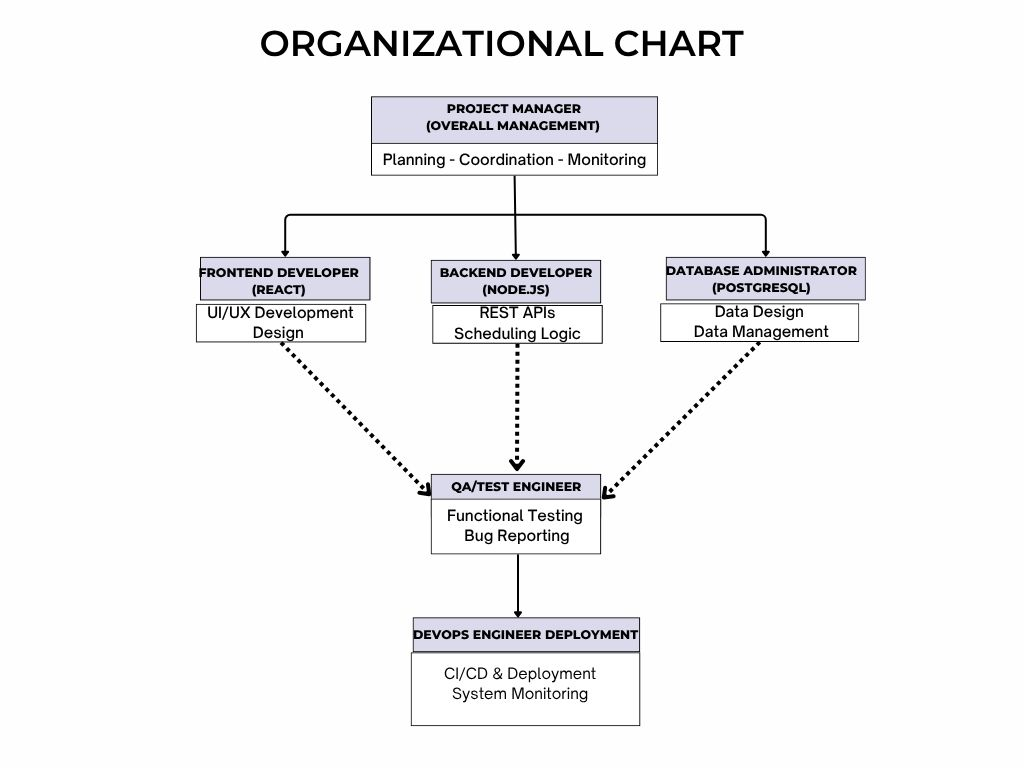 ORGANIZATIONAL CHART
PROJECT MANAGER
(OVERALL MANAGEMENT)
Planning - Coordination - Monitoring
FRONTEND DEVELOPER
(REACT)
UI/UX Development
Design
BACKEND DEVELOPER
(NODE.JS)
REST APIs
Scheduling Logic
DATABASE ADMINISTRATOR
(POSTGRESQL)
Data Design
Data Management
QA/TEST ENGINEER
Functional Testing
Bug Reporting
DEVOPS ENGINEER DEPLOYMENT
CI/CD & Deployment
System Monitoring